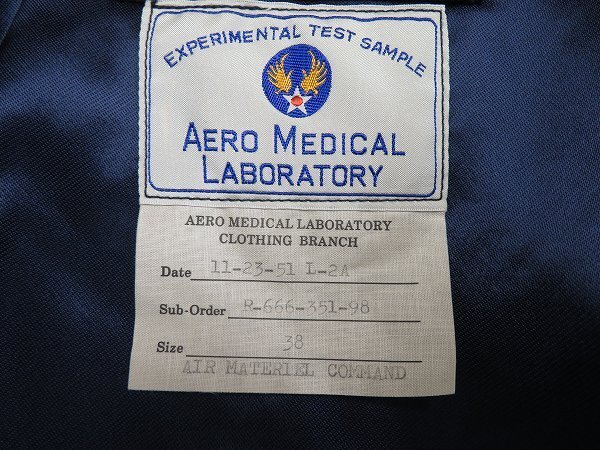 EXPERIMENTAL TEST SAMPLE
AERO MEDICAL
LABORATORY
AERO MEDICAL LABORATORY
CLOTHING BRANCH
Date 11-23-51 L-2A
Sub-Order R-666-351-98
Size 38
AIR MATERIEL COMMAND